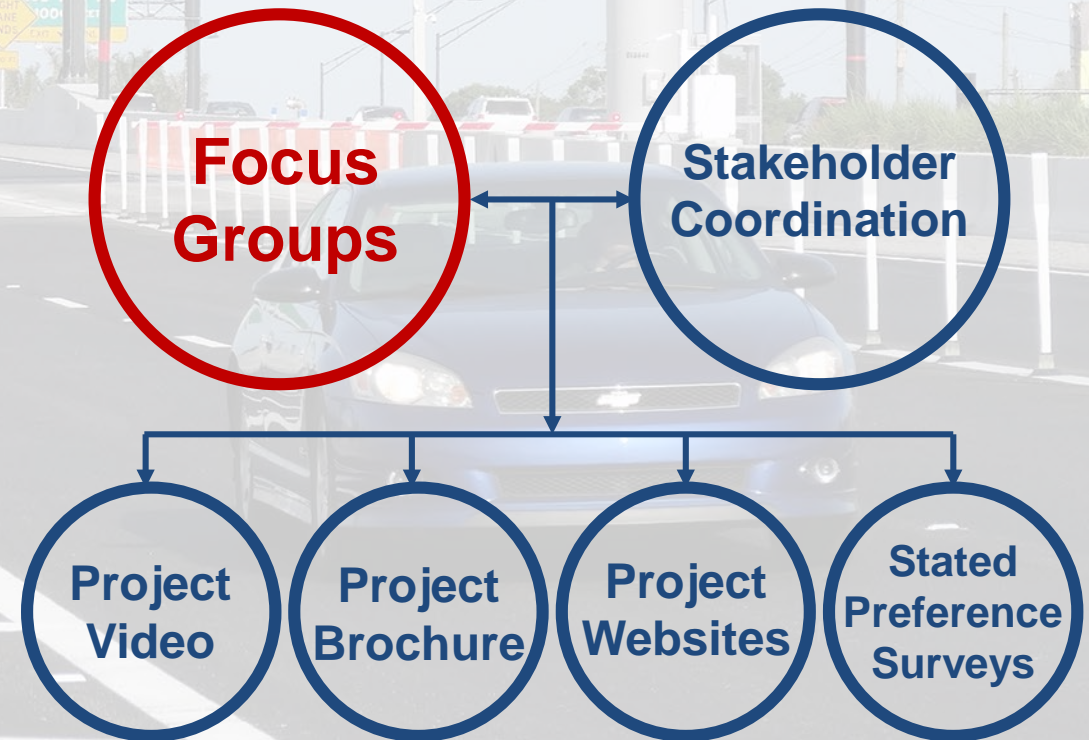 Focus
Groups
Stakeholder
Coordination
Project
Video
Project
Brochure
Project
Websites
Stated
Preference
Surveys